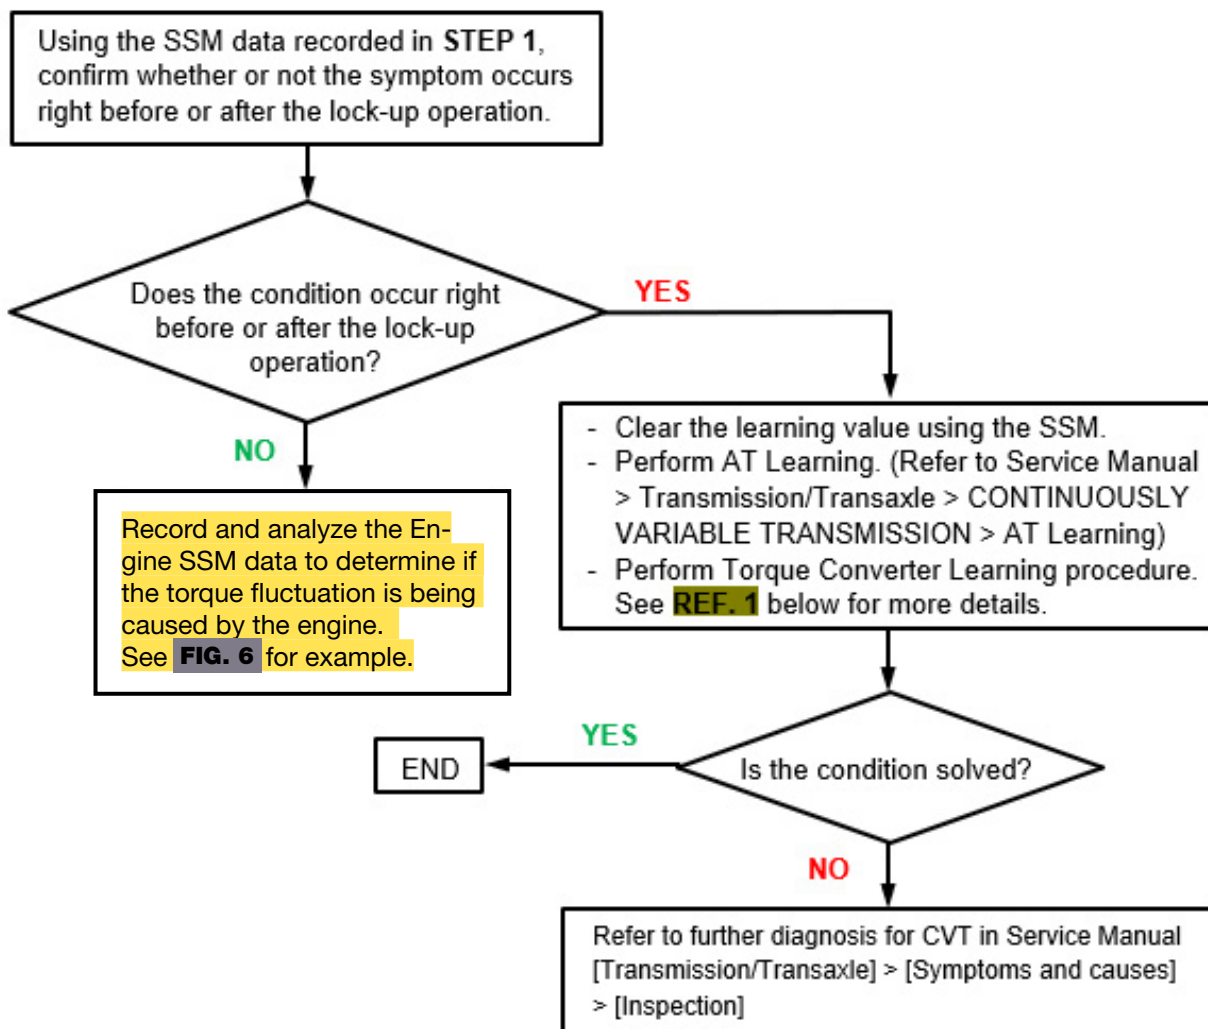 Using the SSM data recorded in STEP 1,
confirm whether or not the symptom occurs
right before or after the lock-up operation.
Does the condition occur right
before or after the lock-up
operation?
YES
NO
Record and analyze the En-
gine SSM data to determine if
the torque fluctuation is being
caused by the engine.
See FIG. 6 for example.
- Clear the learning value using the SSM.
- Perform AT Learning. (Refer to Service Manual
> Transmission/Transaxle > CONTINUOUSLY
VARIABLE TRANSMISSION > AT Learning)
- Perform Torque Converter Learning procedure.
See REF. 1 below for more details.
Is the condition solved?
YES
END
NO
Refer to further diagnosis for CVT in Service Manual
[Transmission/Transaxle] > [Symptoms and causes]
> [Inspection]